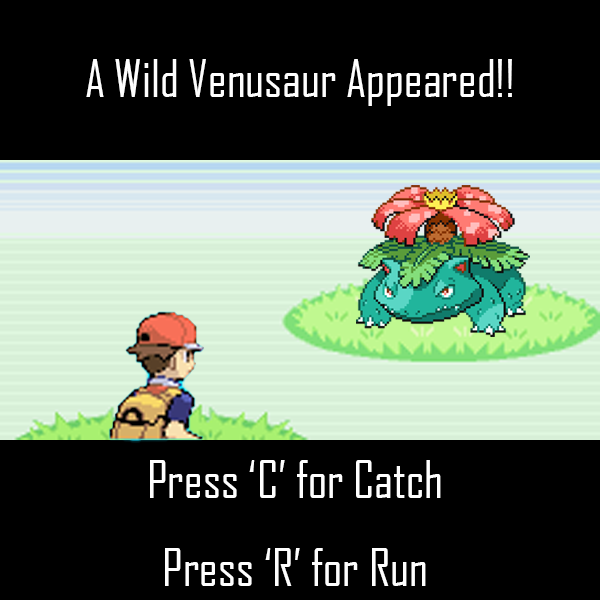 A Wild Venusaur Appeared!!
Press ‘C’ for Catch
Press ‘R’ for Run